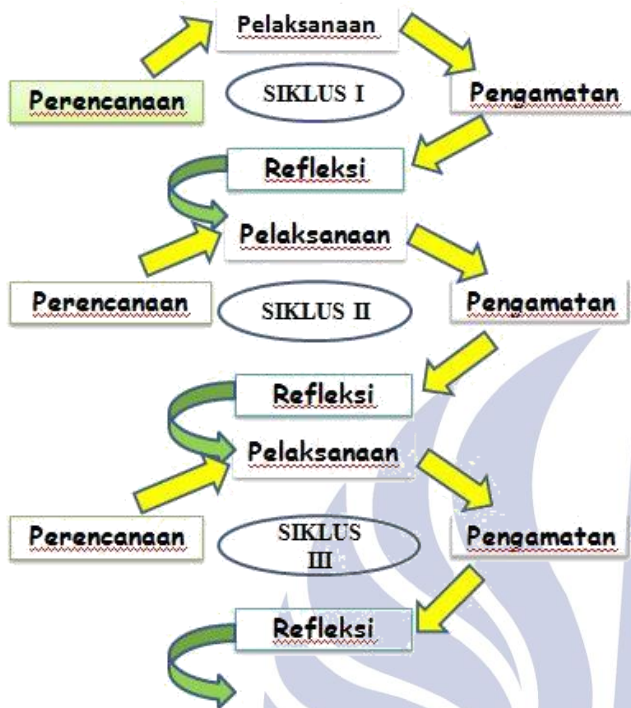 Pelaksanaan
Perencanaan
SIKLUS I
Pengamatan
Refleksi
Pelaksanaan
Perencanaan
SIKLUS II
Pengamatan
Refleksi
Pelaksanaan
Perencanaan
SIKLUS
III
Pengamatan
Refleksi